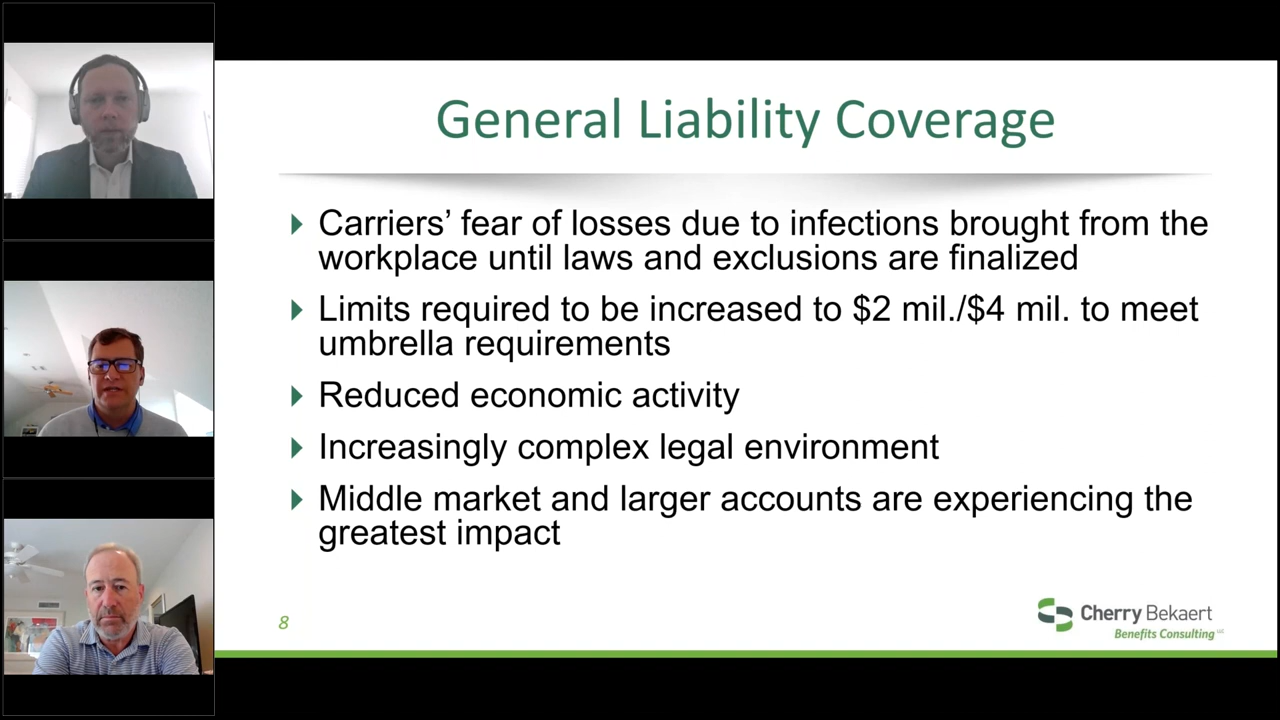 General Liability Coverage
Carriers’ fear of losses due to infections brought from the
workplace until laws and exclusions are finalized
Limits required to be increased to $2 mil./$4 mil. to meet
umbrella requirements
Reduced economic activity
Increasingly complex legal environment
Middle market and larger accounts are experiencing the
greatest impact
8
Cherry Bekaert
Benefits Consulting LLC